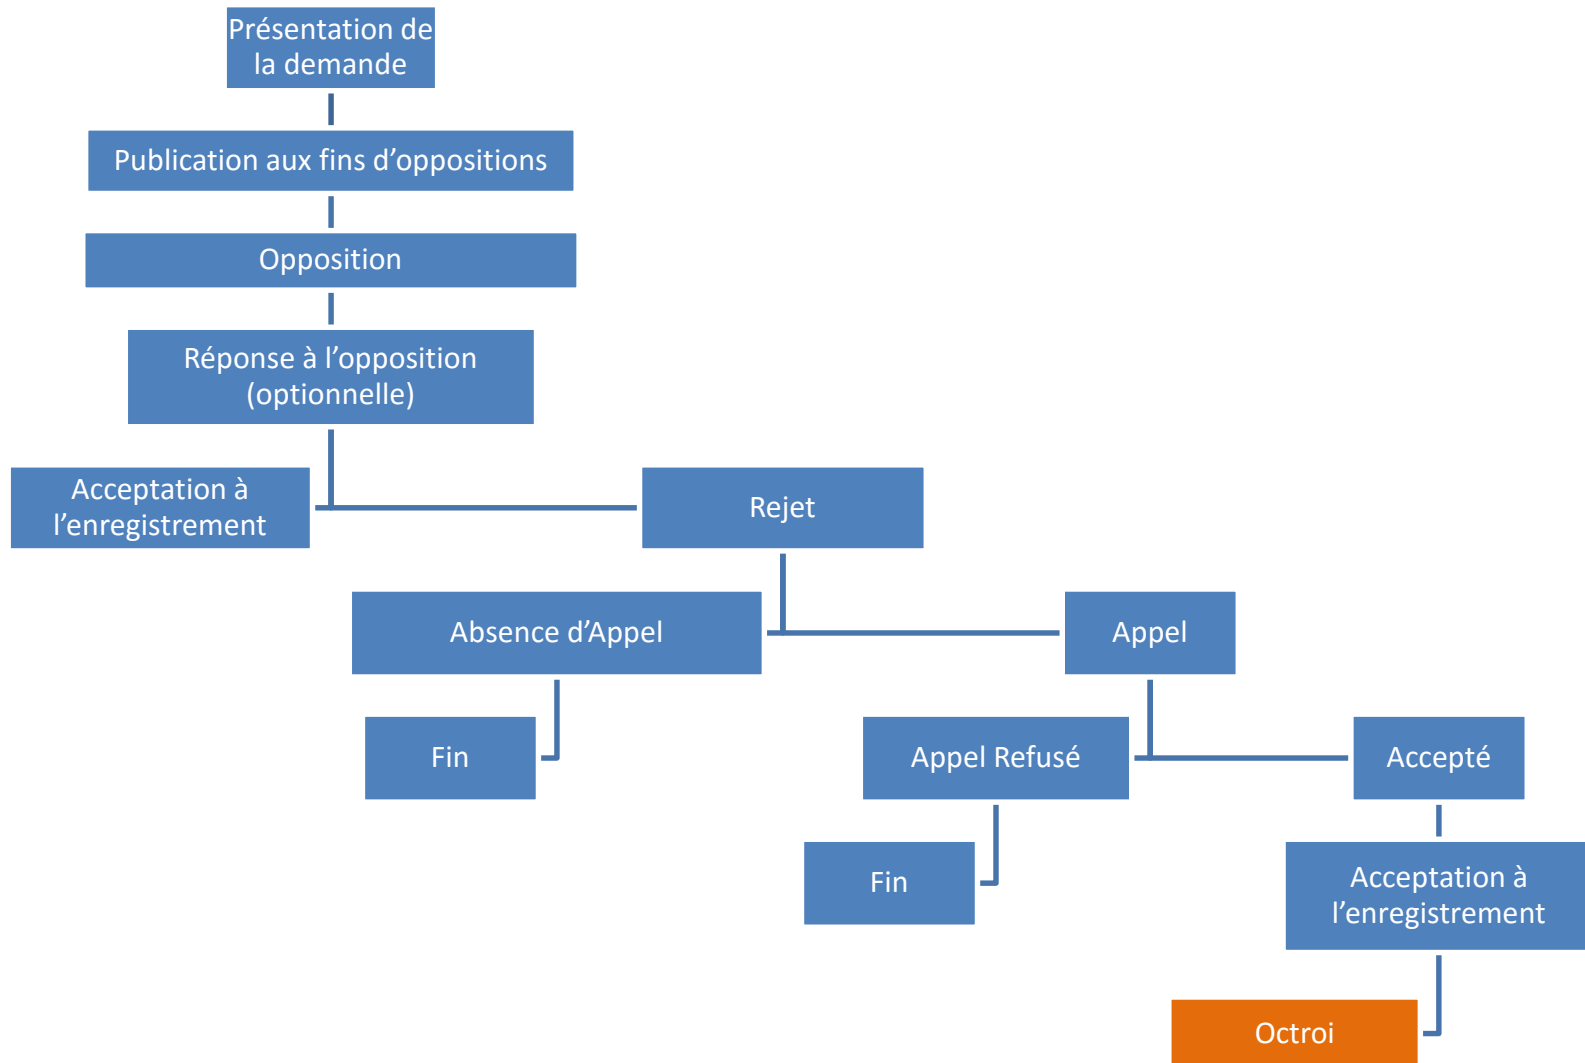 Présentation de
la demande
Publication aux fins d’oppositions
Opposition
Réponse à l’opposition
(optionnelle)
Acceptation à
l’enregistrement
Rejet
Absence d’Appel
Appel
Fin
Appel Refusé
Accepté
Fin
Acceptation à
l’enregistrement
Octroi